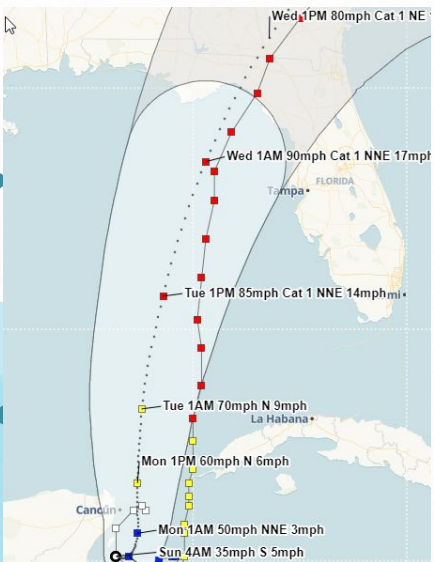 Wed 1PM 80mph Cat 1 NE
Wed 1AM 90mph Cat 1 NNE 17mph
FLORIDA
Tampa
Tue 1PM 85mph Cat 1 NNE 14mph
mi
Tue 1AM 70mph N 9mph
La Habana
Mon 1PM 60mph N 6mph
Cancún
Mon 1AM 50mph NNE 3mph
Sun 4AM 35mph S 5mph